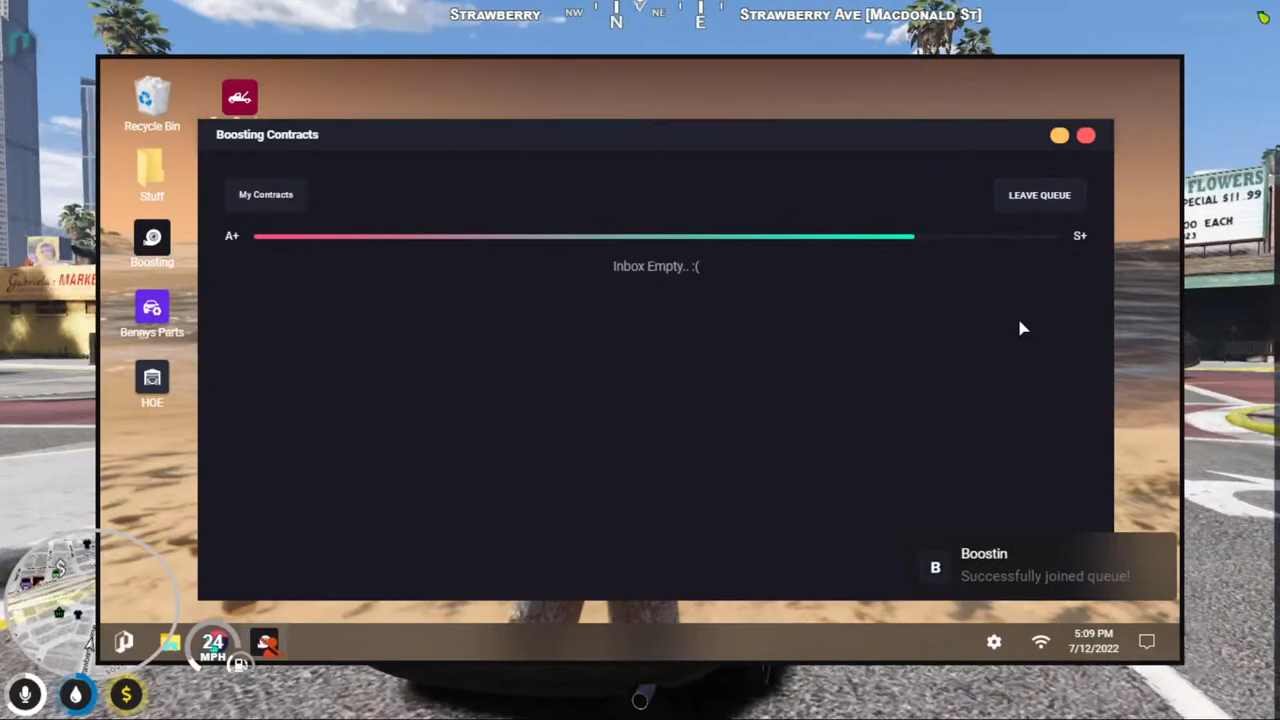 STRAWBERRY
NW
N
NE
E
STRAWBERRY AVE [MACDONALD ST]
Recycle Bin
Stuff
Boosting
Bennys Parts
HOE
Boosting Contracts
My Contracts
LEAVE QUEUE
A+
S+
Inbox Empty.. :(
B
Boostin
Successfully joined queue!
FLOWERS
SPECIAL $11.99
EACH
Gabriela's MARK
24
MPH
5:09 PM
7/12/2022